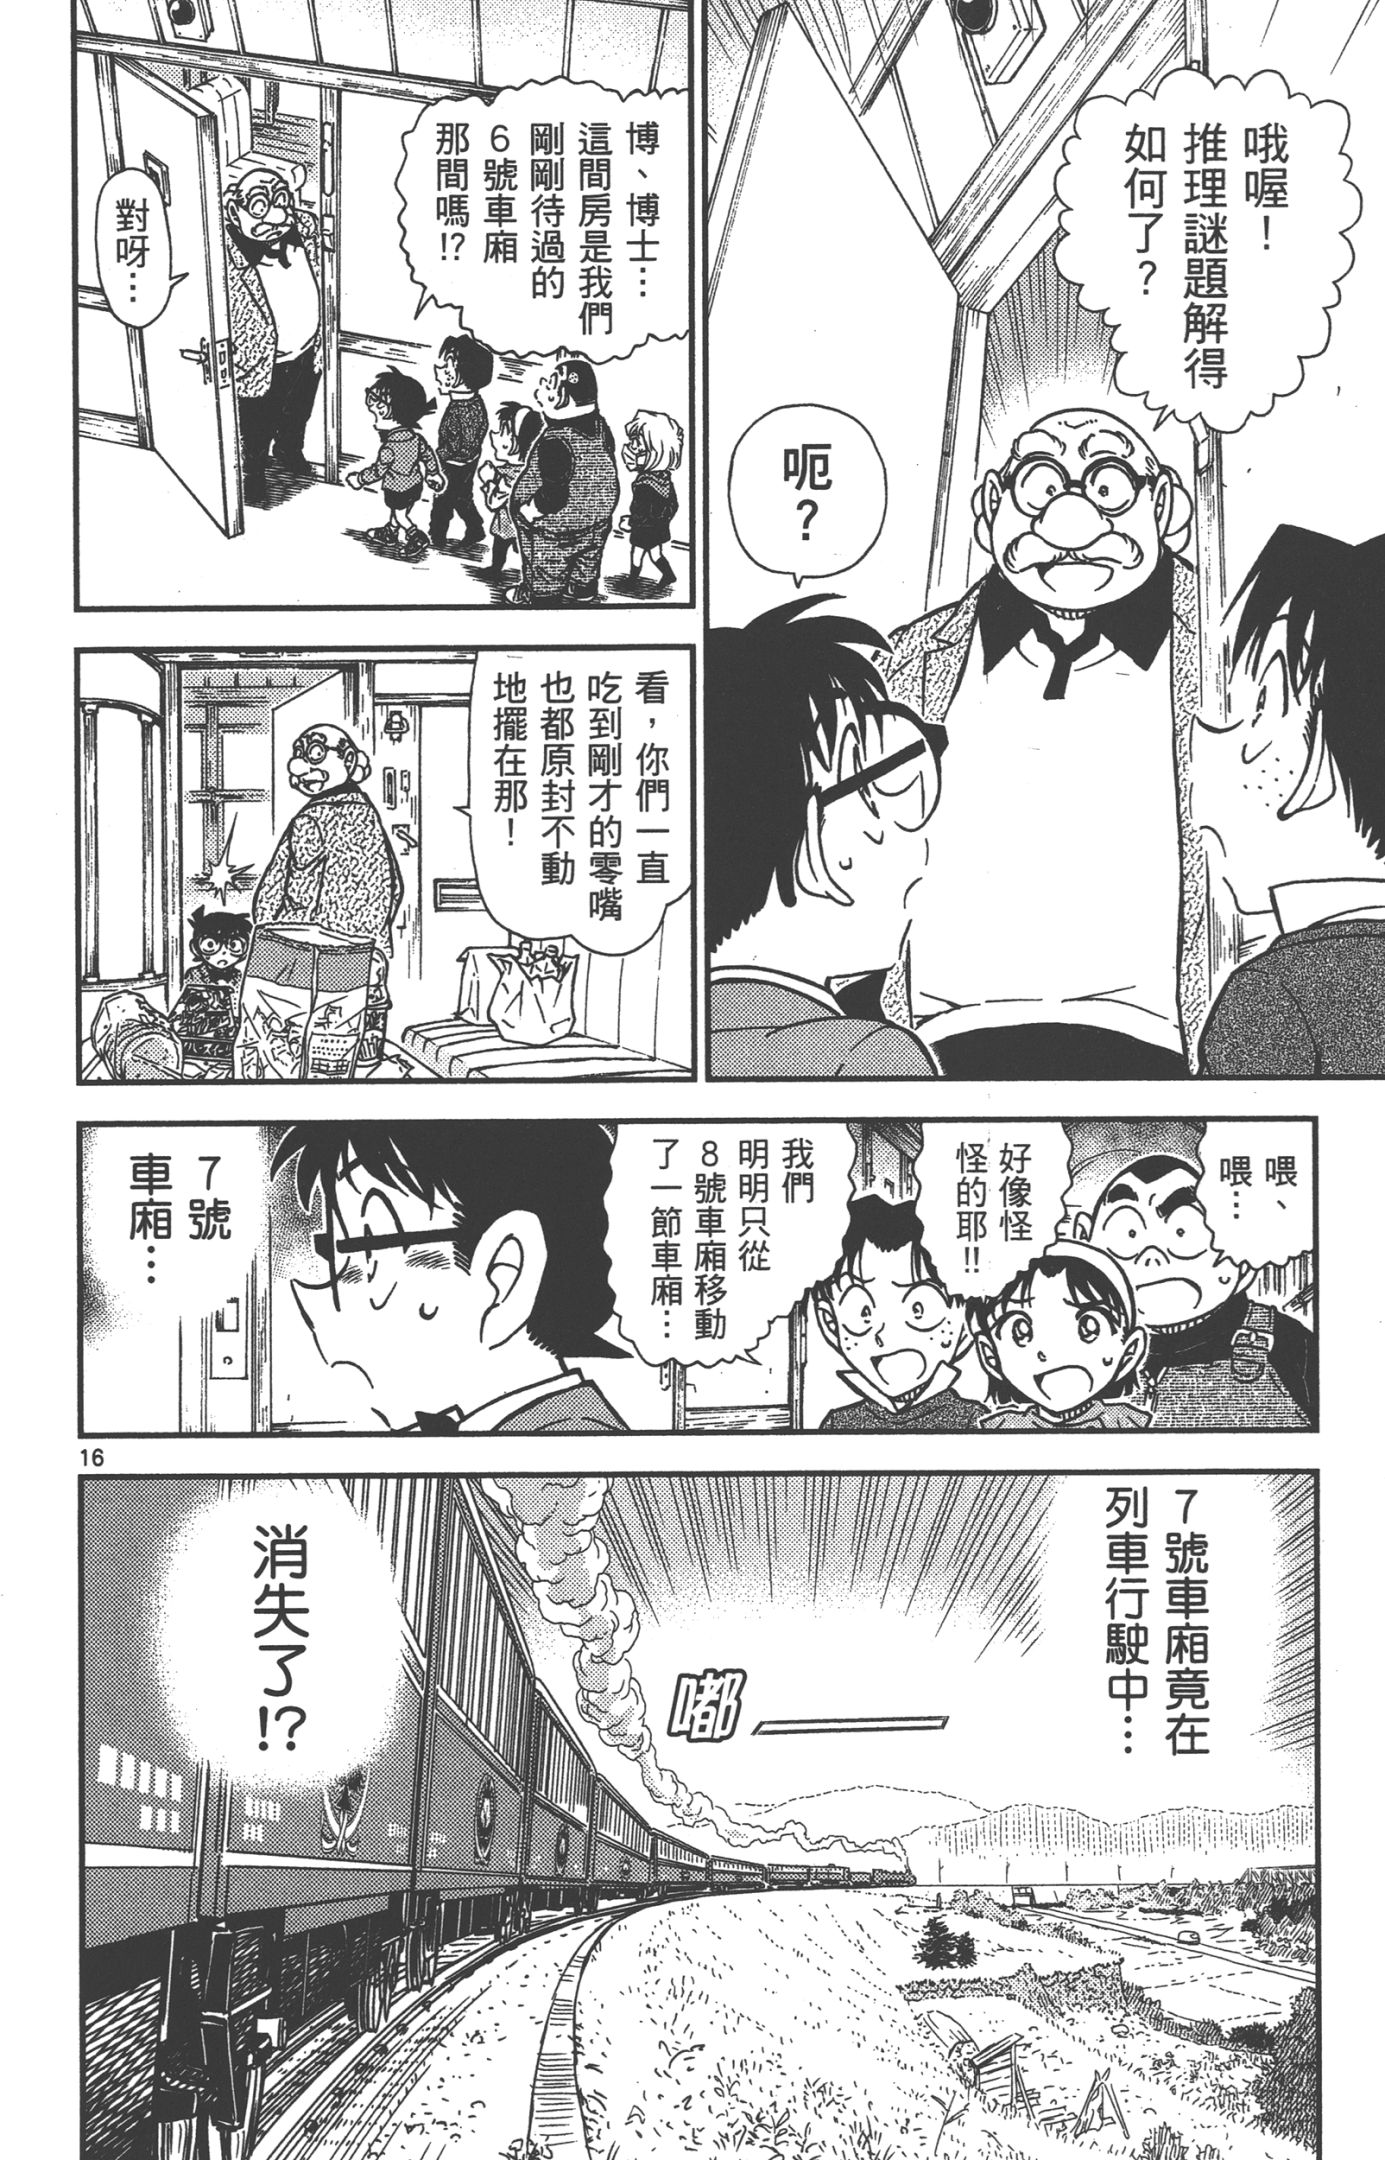 哦喔！
推理謎題解得
如何了？
呃？
博、博士…
這間房是我們
剛剛待過的
6號車廂
那間嗎!?
對呀…
看，你們一直
吃到剛才的零嘴
也都原封不動
地擺在那！
喂、
喂…
好像怪
怪的耶!!
我們
明明只從
8號車廂移動
了一節車廂…
7號
車廂…
16
7號車廂竟在
列車行駛中…
嘟——
消失了!?